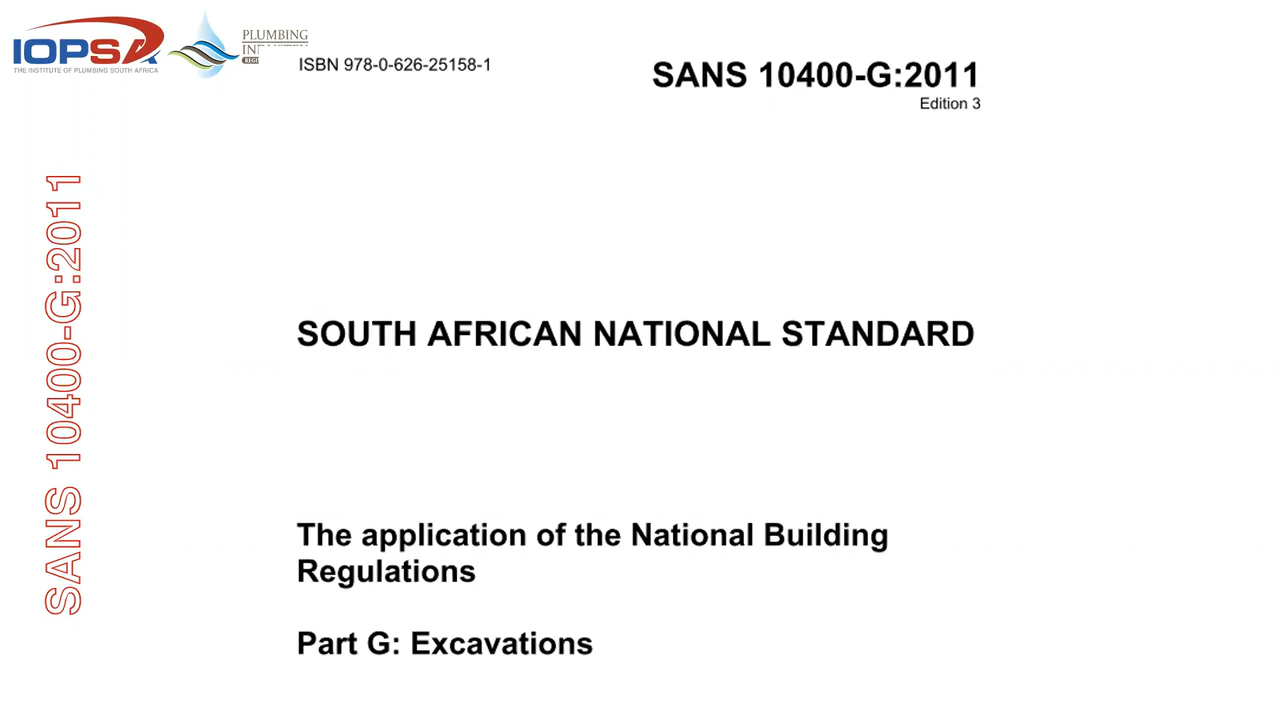 IOPSA
THE INSTITUTE OF PLUMBING SOUTH AFRICA
PLUMBING
ISBN 978-0-626-25158-1
SANS 10400-G:2011
Edition 3
SANS 10400-G:2011
SOUTH AFRICAN NATIONAL STANDARD
The application of the National Building
Regulations
Part G: Excavations